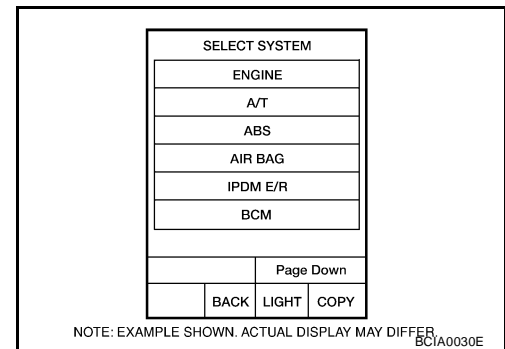 SELECT SYSTEM
ENGINE
A/T
ABS
AIR BAG
IPDM E/R
BCM
Page Down
BACK LIGHT COPY
NOTE: EXAMPLE SHOWN. ACTUAL DISPLAY MAY DIFFER.
BCIA0030E